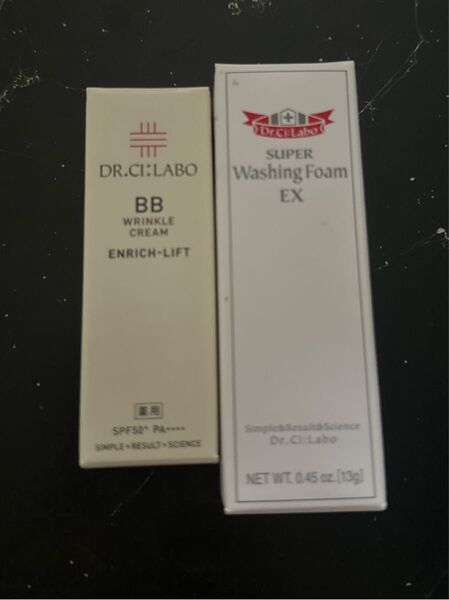 DR.CI:LABO
BB
WRINKLE
CREAM
ENRICH-LIFT
薬用
SPF50+ PA++++
SIMPLE+RESULT+SCIENCE
Dr.Ci:Labo
SUPER
Washing Foam
EX
Simple&Result&Science
Dr.Ci:Labo
NET WT. 0.45 oz.[13g]